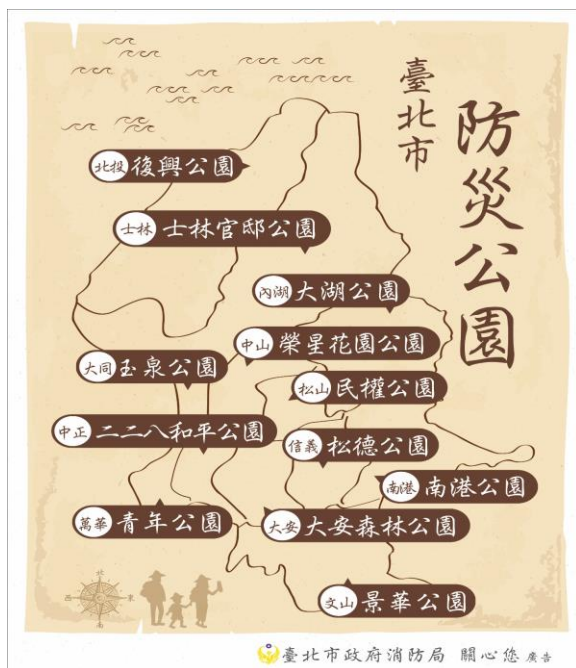 臺北市
防災公園
北投 復興公園
士林 士林官邸公園
內湖 大湖公園
中山 榮星花園公園
大同 玉泉公園
松山 民權公園
中正 二二八和平公園
信義 松德公園
南港 南港公園
萬華 青年公園
大安 大安森林公園
文山 景華公園
北
西 東
南
臺北市政府消防局 關心您 廣告